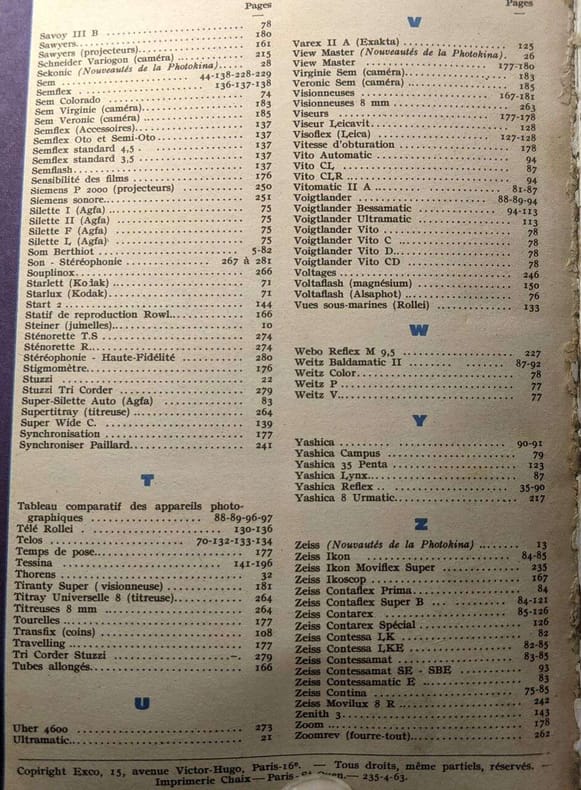 Pages
Savoy III B ........ 78
Sawyers ........ 180
Sawyers (projecteurs) ........ 161
Schneider Variogon (caméra) ........ 215
Sekonic (Nouveautés de la Photokina) .. 28
Sem ........ 44-138-228-229
Semflex ........ 136-137-138
Sem Colorado ........ 74
Sem Virginie (caméra) ........ 183
Sem Veronic (caméra) ........ 185
Semflex (Accessoires) ........ 137
Semflex Oto et Semi-Oto ........ 137
Semflex standard 4,5 ........ 137
Semflex standard 3,5 ........ 137
Semflash ........ 137
Sensibilité des films ........ 176
Siemens P 2000 (projecteurs) ........ 250
Siemens sonore ........ 251
Silette I (Agfa) ........ 75
Silette II (Agfa) ........ 75
Silette F (Agfa) ........ 75
Silette L (Agfa) ........ 75
Som Berthiot ........ 5-82
Son - Stéréophonie ........ 267 à 281
Souplinox ........ 266
Starlett (Kodak) ........ 71
Starlux (Kodak) ........ 71
Start 2 ........ 144
Statif de reproduction Rowi ........ 166
Steiner (jumelles) ........ 10
Sténorette T.S ........ 274
Sténorette R. ........ 274
Stéréophonie - Haute-Fidélité ........ 280
Stigmomètre ........ 176
Stuzzi ........ 22
Stuzzi Tri Corder ........ 279
Super-Silette Auto (Agfa) ........ 83
Supertitray (titreuse) ........ 264
Super Wide C. ........ 139
Synchronisation ........ 177
Synchroniser Paillard ........ 241
T
Tableau comparatif des appareils photo-
graphiques ........ 88-89-96-97
Télé Rollei ........ 130-136
Telos ........ 70-132-133-134
Temps de pose ........ 177
Tessina ........ 141-196
Thorens ........ 32
Tiranty Super (visionneuse) ........ 181
Titray Universelle 8 (titreuse) ........ 264
Titreuses 8 mm ........ 264
Tourelles ........ 177
Transfix (coins) ........ 108
Travelling ........ 177
Tri Corder Stuzzi ........ 279
Tubes allongés ........ 166
U
Uher 4600 ........ 273
Ultramatic ........ 21
Pages
V
Varex II A (Exakta) ........ 125
View Master (Nouveautés de la Photokina). 26
View Master ........ 177-180
Virginie Sem (caméra) ........ 183
Veronic Sem (caméra) ........ 185
Visionneuses ........ 167-181
Visionneuses 8 mm ........ 263
Viseurs ........ 177-178
Viseur Leicavit ........ 128
Visoflex (Leica) ........ 127-128
Vitesse d'obturation ........ 178
Vito Automatic ........ 94
Vito CL ........ 87
Vito CLR ........ 94
Vitomatic II A ........ 81-87
Voigtlander ........ 88-89-94
Voigtlander Bessamatic ........ 94-113
Voigtlander Ultramatic ........ 113
Voigtlander Vito ........ 78
Voigtlander Vito C ........ 78
Voigtlander Vito D ........ 78
Voigtlander Vito CD ........ 78
Voltages ........ 246
Voltaflash (magnésium) ........ 150
Voltaflash (Alsaphot) ........ 76
Vues sous-marines (Rollei) ........ 133
W
Webo Reflex M 9,5 ........ 227
Weitz Baldamatic II ........ 87-92
Weitz Color ........ 78
Weitz P ........ 77
Weitz V ........ 77
Y
Yashica ........ 90-91
Yashica Campus ........ 79
Yashica 35 Penta ........ 123
Yashica Lynx ........ 87
Yashica Reflex ........ 35-90
Yashica 8 Urmatic ........ 217
Z
Zeiss (Nouvautés de la Photokina) ........ 13
Zeiss Ikon ........ 84-85
Zeiss Ikon Moviflex Super ........ 235
Zeiss Ikoscop ........ 167
Zeiss Contaflex Prima ........ 84
Zeiss Contaflex Super B ........ 84-121
Zeiss Contarex ........ 85-126
Zeiss Contarex Spécial ........ 126
Zeiss Contessa LK ........ 82
Zeiss Contessa LKE ........ 82-85
Zeiss Contessamat ........ 83-85
Zeiss Contessamat SE - SBE ........ 93
Zeiss Contessamatic E ........ 83
Zeiss Contina ........ 75-85
Zeiss Movilux 8 R ........ 242
Zenith 3 ........ 143
Zoom ........ 178
Zoomrev (fourre-tout) ........ 262
Copiright Exco, 15, avenue Victor-Hugo, Paris-16e. — Tous droits, même partiels, réservés. —
Imprimerie Chaix — Paris - — 235-4-63.